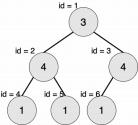 id = 1
3
id = 2
id = 3
4
4
id = 4
id = 5
id = 6
1
1
1